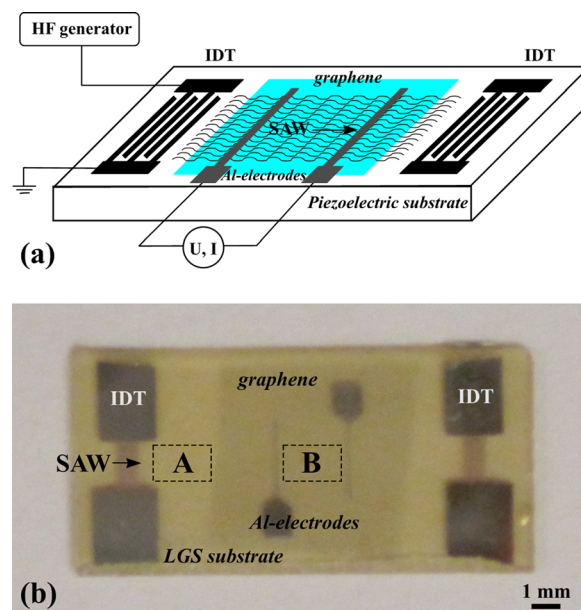 HF generator
IDT
IDT
graphene
SAW
Al-electrodes
Piezoelectric substrate
U, I
(a)
graphene
IDT
IDT
SAW
A
B
Al-electrodes
LGS substrate
(b)
1 mm